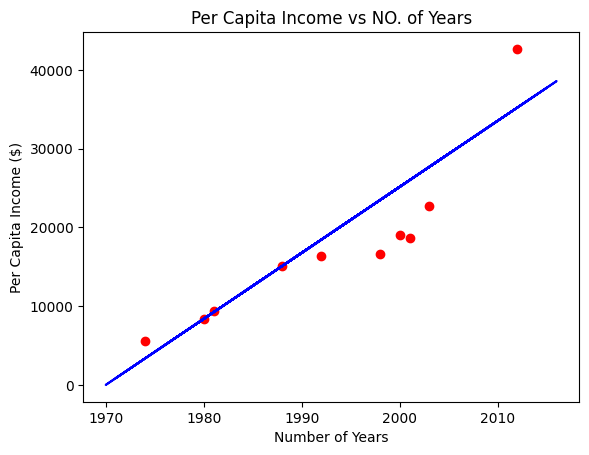 Per Capita Income vs NO. of Years
40000
30000
20000
10000
0
Per Capita Income ($)
1970 1980 1990 2000 2010
Number of Years